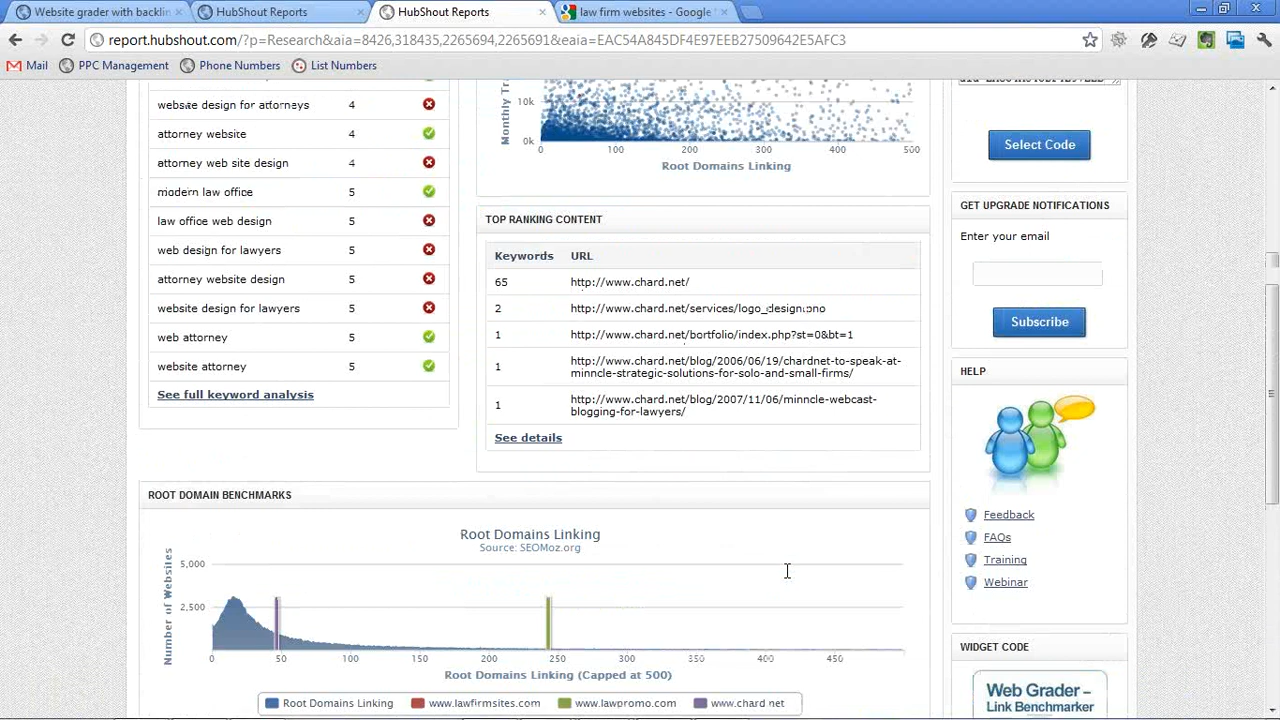 Website grader with backlin
HubShout Reports
HubShout Reports
law firm websites - Google
report.hubshout.com/?p=Research&aia=8426,318435,2265694,2265691&eaia=EAC54A845DF4E97EEB27509642E5AFC3
Mail PPC Management Phone Numbers List Numbers
website design for attorneys 4
attorney website 4
attorney web site design 4
modern law office 5
law office web design 5
web design for lawyers 5
attorney website design 5
website design for lawyers 5
web attorney 5
website attorney 5
See full keyword analysis
Monthly Tr
10k
0k
0 100 200 300 400 500
Root Domains Linking
TOP RANKING CONTENT
Keywords URL
65 http://www.chard.net/
2 http://www.chard.net/services/logo_design.php
1 http://www.chard.net/portfolio/index.php?st=0&bt=1
1 http://www.chard.net/blog/2006/06/19/chardnet-to-speak-at-
minncle-strategic-solutions-for-solo-and-small-firms/
1 http://www.chard.net/blog/2007/11/06/minncle-webcast-
blogging-for-lawyers/
See details
ROOT DOMAIN BENCHMARKS
Root Domains Linking
Source: SEOMoz.org
Number of Websites
5,000
2,500
0 50 100 150 200 250 300 350 400 450
Root Domains Linking (Capped at 500)
Root Domains Linking www.lawfirmsites.com www.lawpromo.com www.chard.net
Select Code
GET UPGRADE NOTIFICATIONS
Enter your email
Subscribe
HELP
Feedback
FAQs
Training
Webinar
WIDGET CODE
Web Grader –
Link Benchmarker